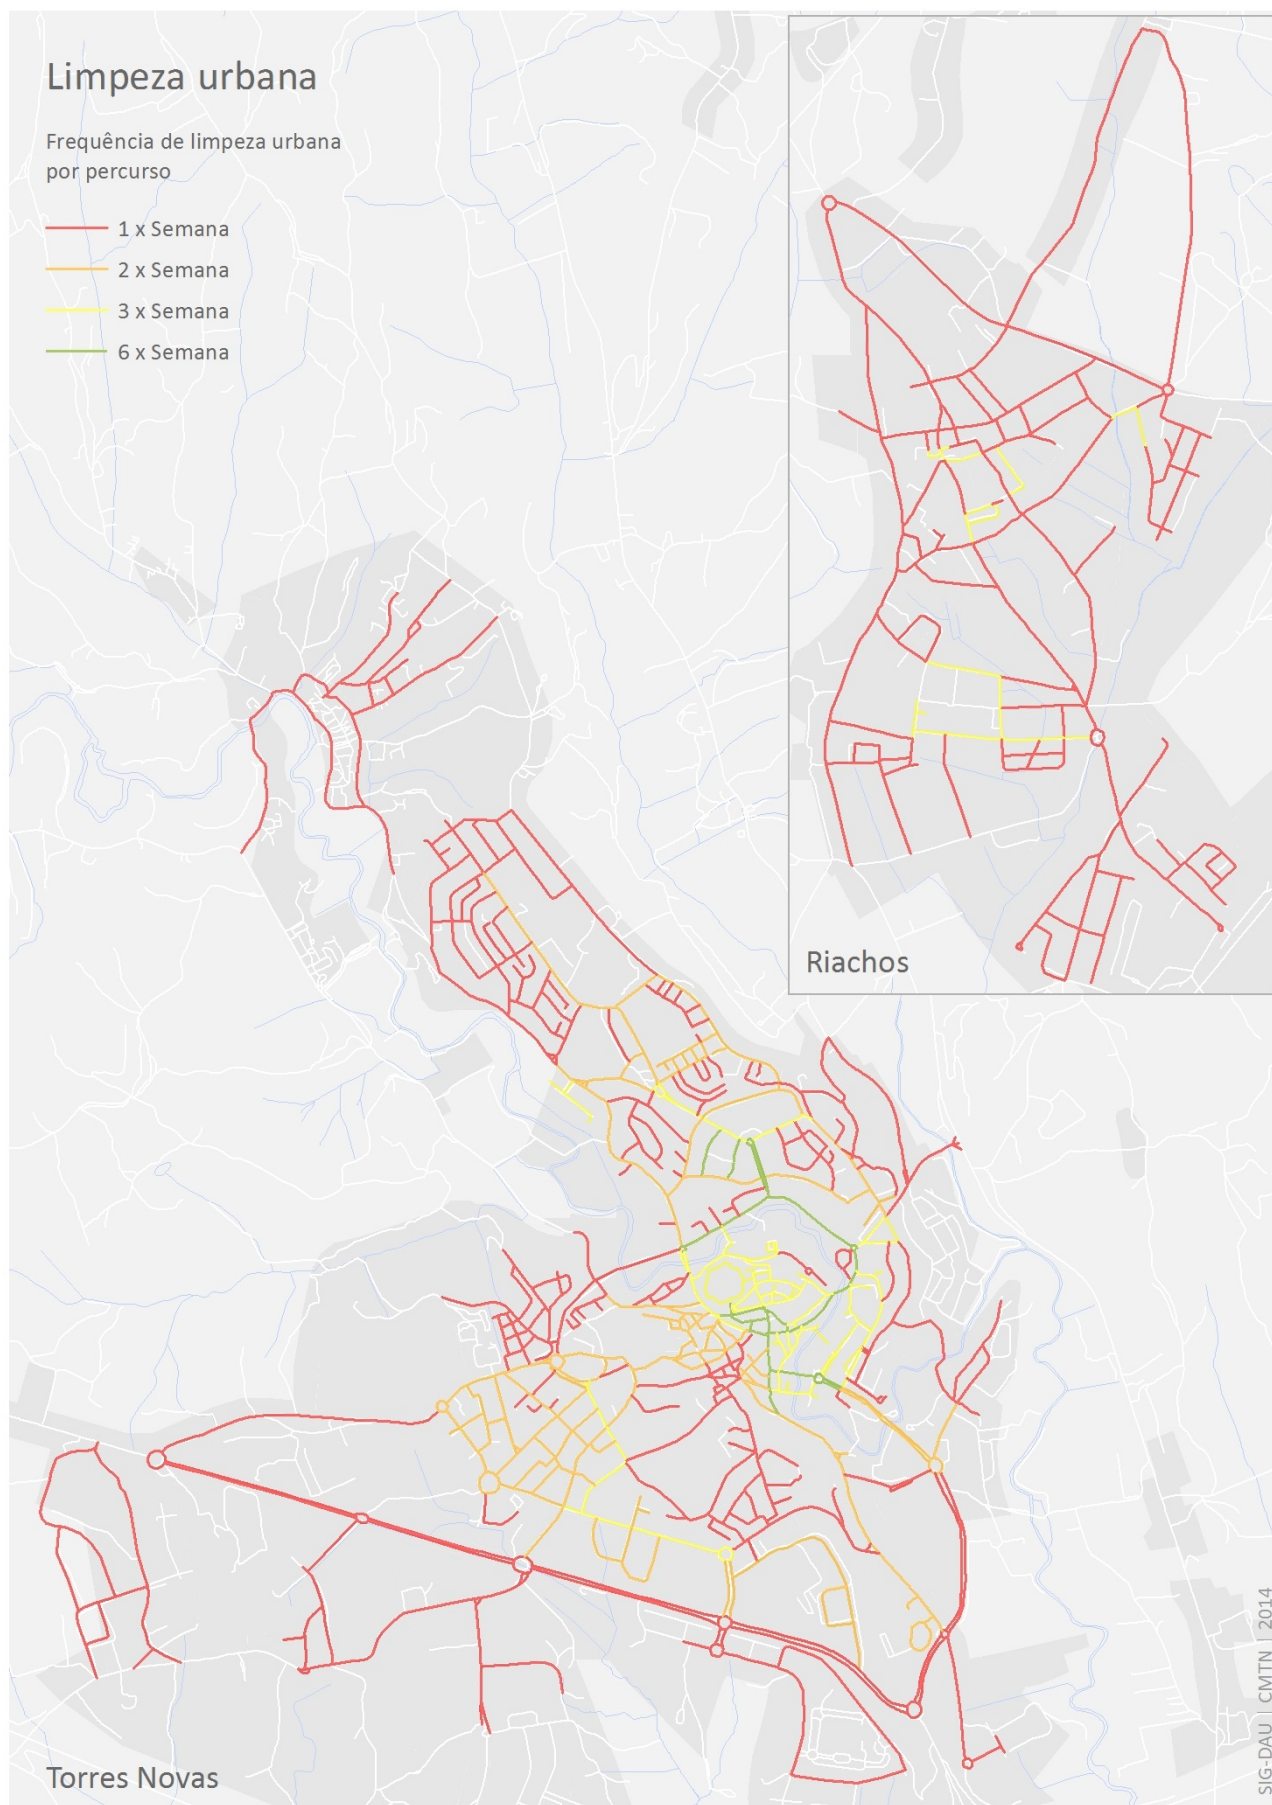 Limpeza urbana
Frequência de limpeza urbana
por percurso
1 x Semana
2 x Semana
3 x Semana
6 x Semana
Riachos
Torres Novas
SIG-DAU | CMTN | 2014